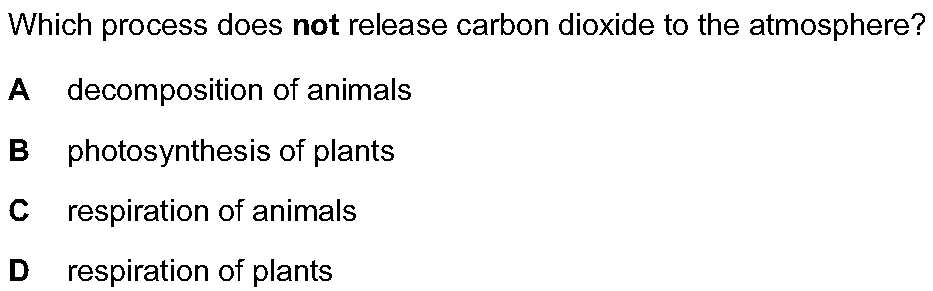 Which process does not release carbon dioxide to the atmosphere?
A decomposition of animals
B photosynthesis of plants
C respiration of animals
D respiration of plants